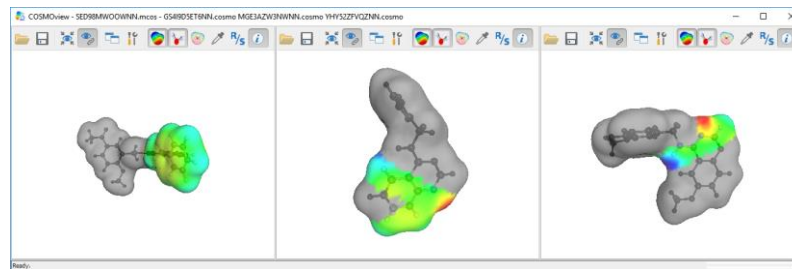 COSMOview - SED98MWOOWNN.mcos - GS4I9D5ET6NN.cosmo MGE3AZW3NWNN.cosmo YHY52ZFVQZNN.cosmo
R/S i R/S i R/S i
Ready.